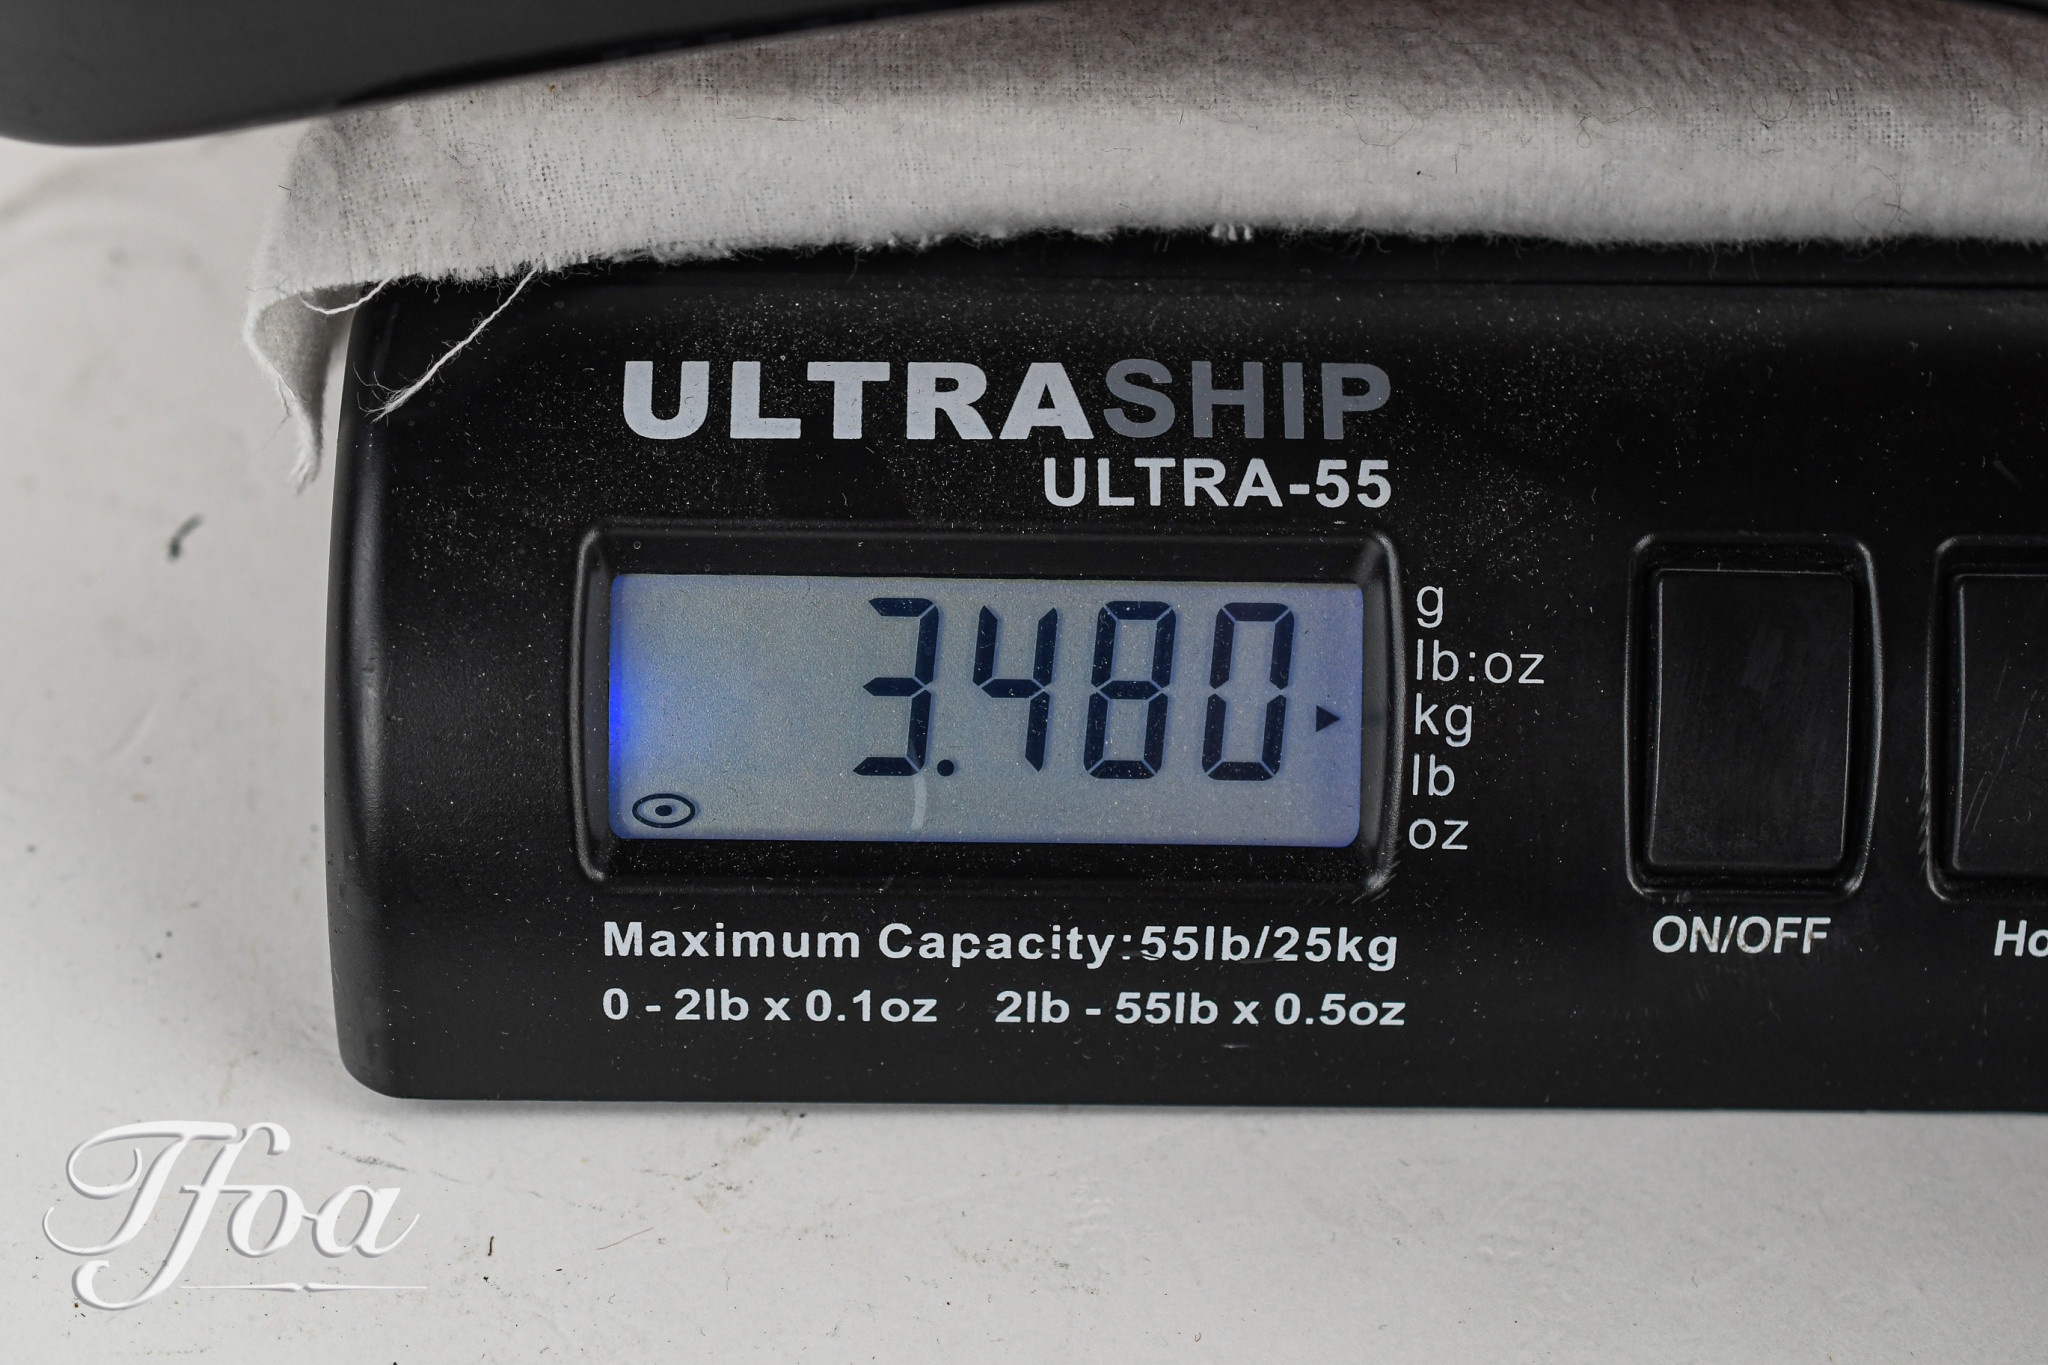 ULTRASHIP
ULTRA-55
3.480
g
lb:oz
kg
lb
oz
Maximum Capacity:55lb/25kg
0 - 2lb x 0.1oz 2lb - 55lb x 0.5oz
ON/OFF
Ho
Tfoa